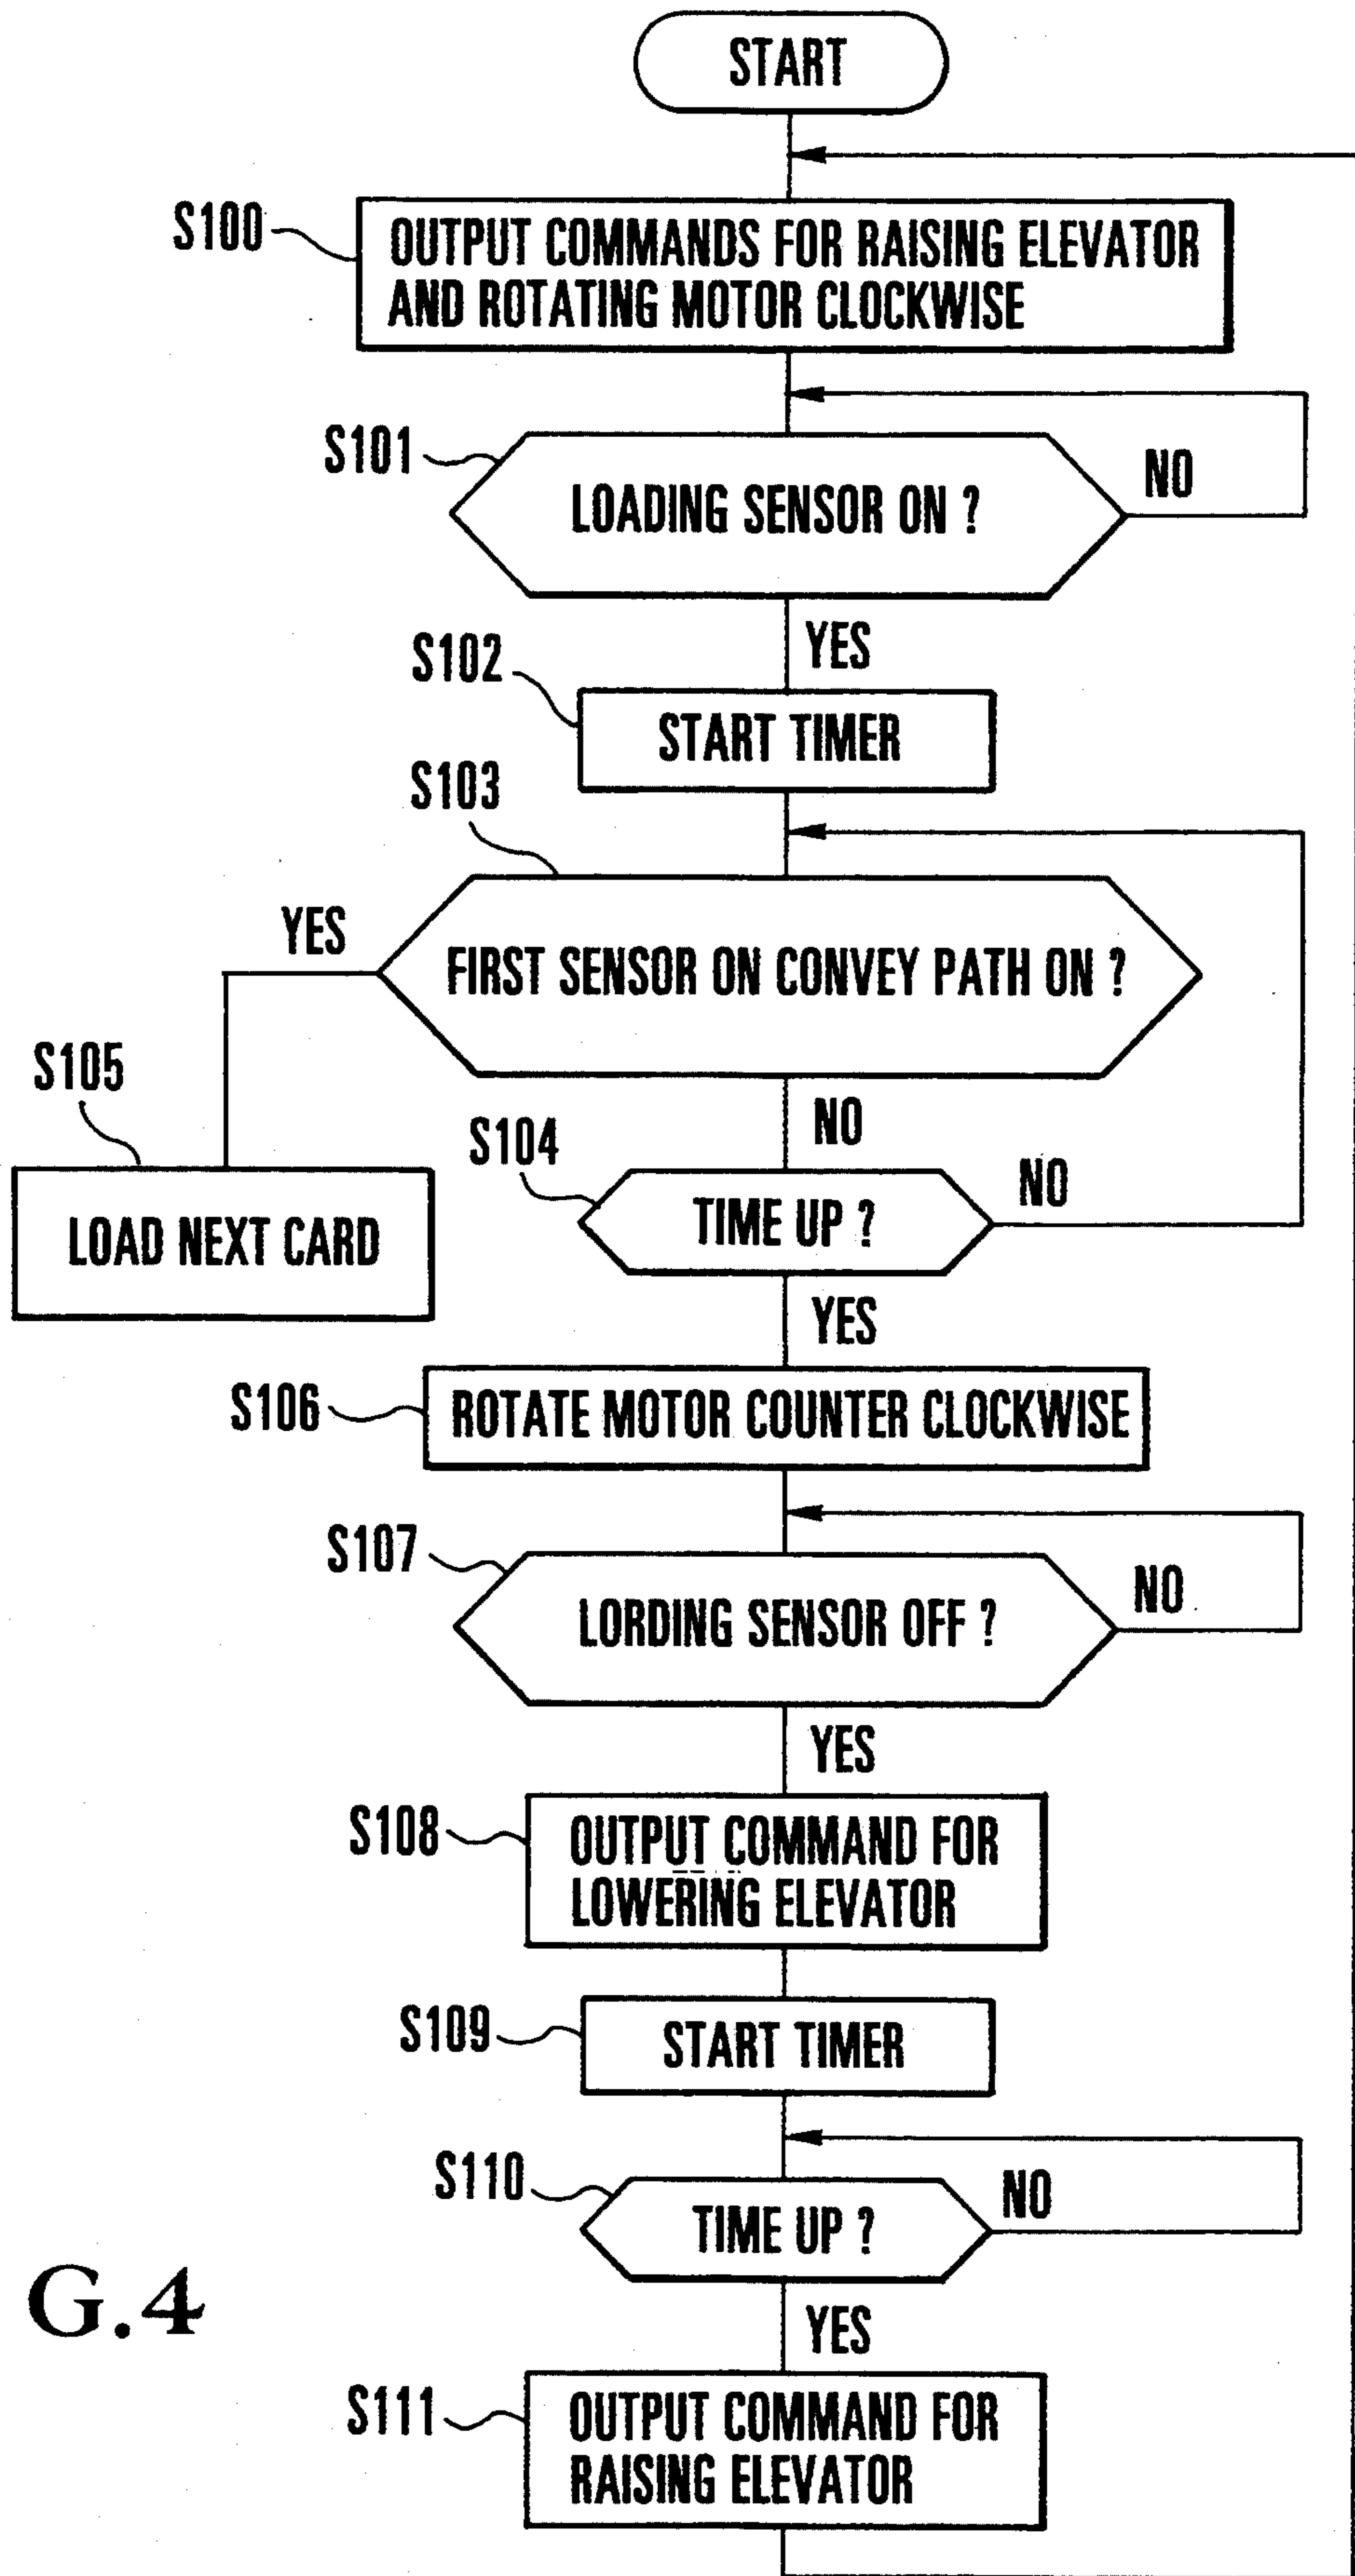 START
S100
OUTPUT COMMANDS FOR RAISING ELEVATOR
AND ROTATING MOTOR CLOCKWISE
S101
LOADING SENSOR ON ?
NO
YES
S102
START TIMER
S103
FIRST SENSOR ON CONVEY PATH ON ?
YES
NO
S105
LOAD NEXT CARD
S104
TIME UP ?
NO
YES
S106
ROTATE MOTOR COUNTER CLOCKWISE
S107
LORDING SENSOR OFF ?
NO
YES
S108
OUTPUT COMMAND FOR
LOWERING ELEVATOR
S109
START TIMER
S110
TIME UP ?
NO
YES
G.4
S111
OUTPUT COMMAND FOR
RAISING ELEVATOR